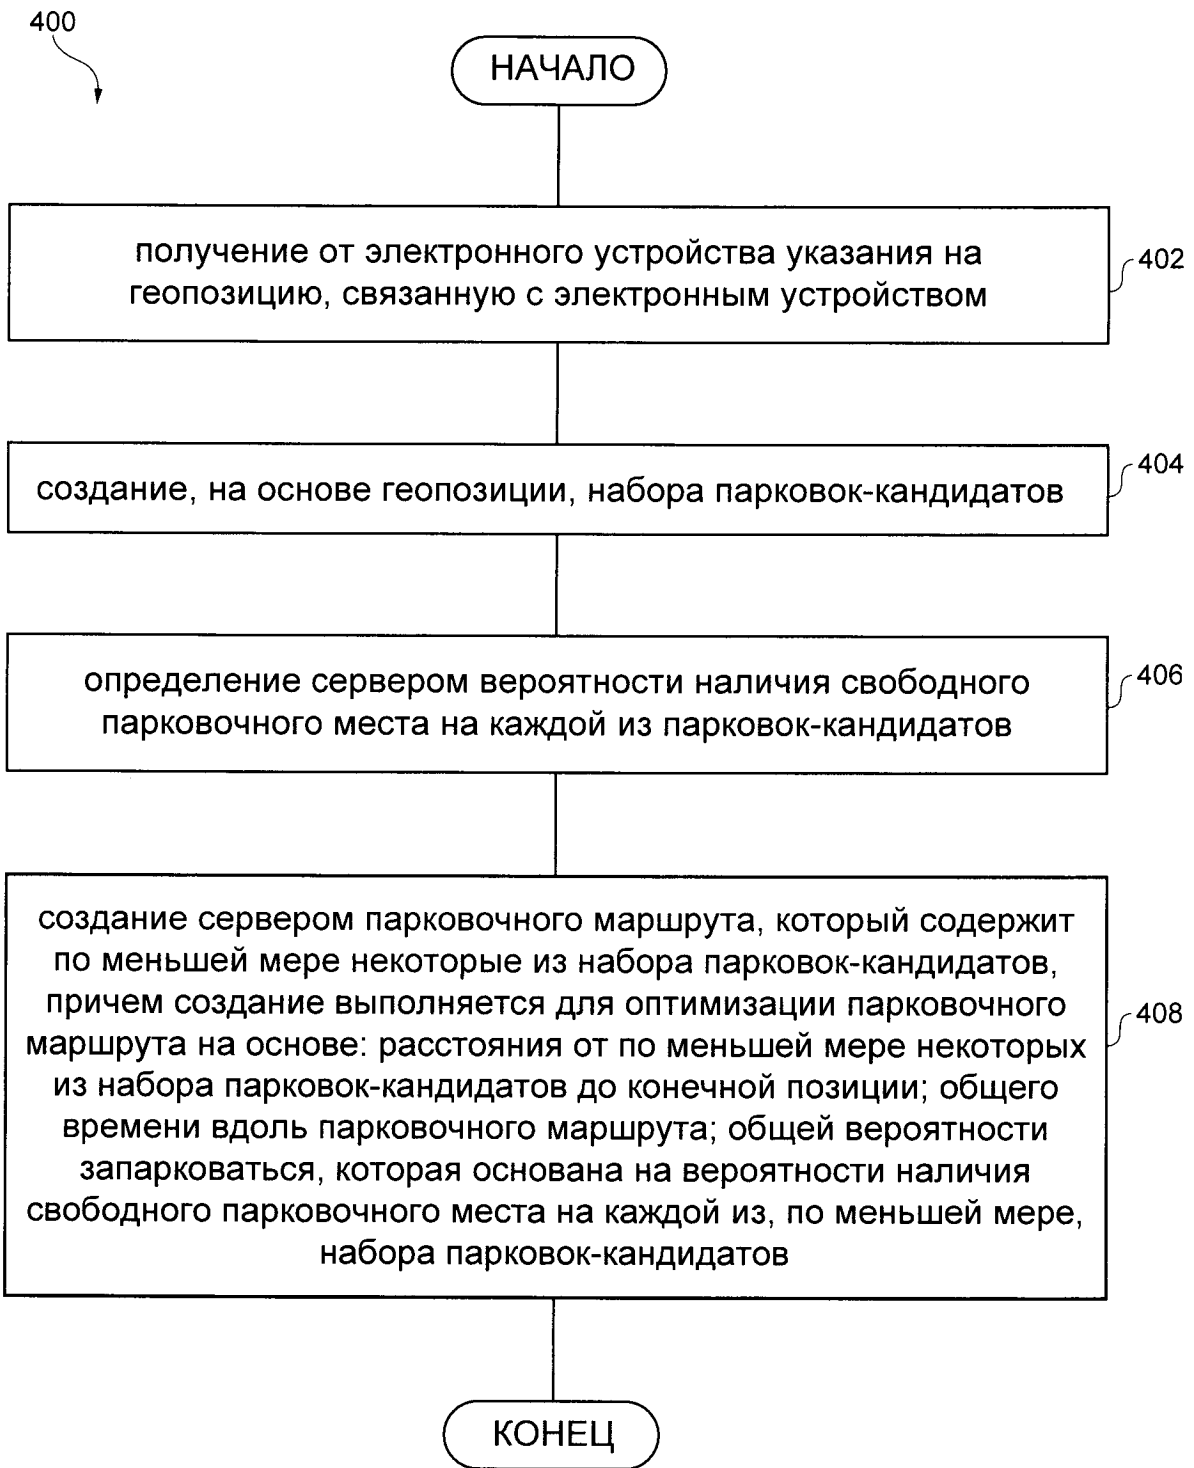 400
НАЧАЛО
получение от электронного устройства указания на
геопозицию, связанную с электронным устройством
402
создание, на основе геопозиции, набора парковок-кандидатов
404
определение сервером вероятности наличия свободного
парковочного места на каждой из парковок-кандидатов
406
создание сервером парковочного маршрута, который содержит
по меньшей мере некоторые из набора парковок-кандидатов,
причем создание выполняется для оптимизации парковочного
маршрута на основе: расстояния от по меньшей мере некоторых
из набора парковок-кандидатов до конечной позиции; общего
времени вдоль парковочного маршрута; общей вероятности
запарковаться, которая основана на вероятности наличия
свободного парковочного места на каждой из, по меньшей мере,
набора парковок-кандидатов
408
КОНЕЦ